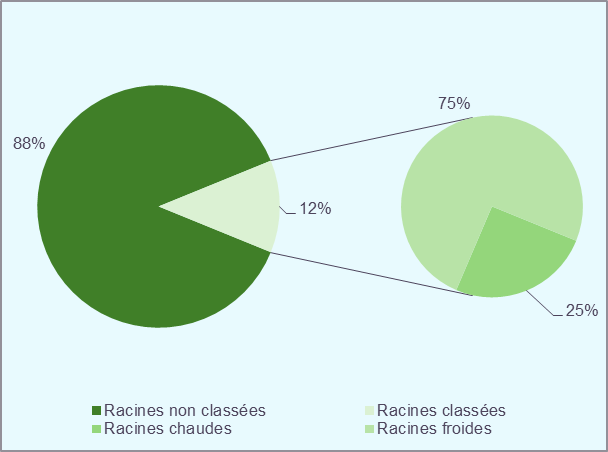 75%
88%
12%
25%
Racines non classées
Racines classées
Racines chaudes
Racines froides